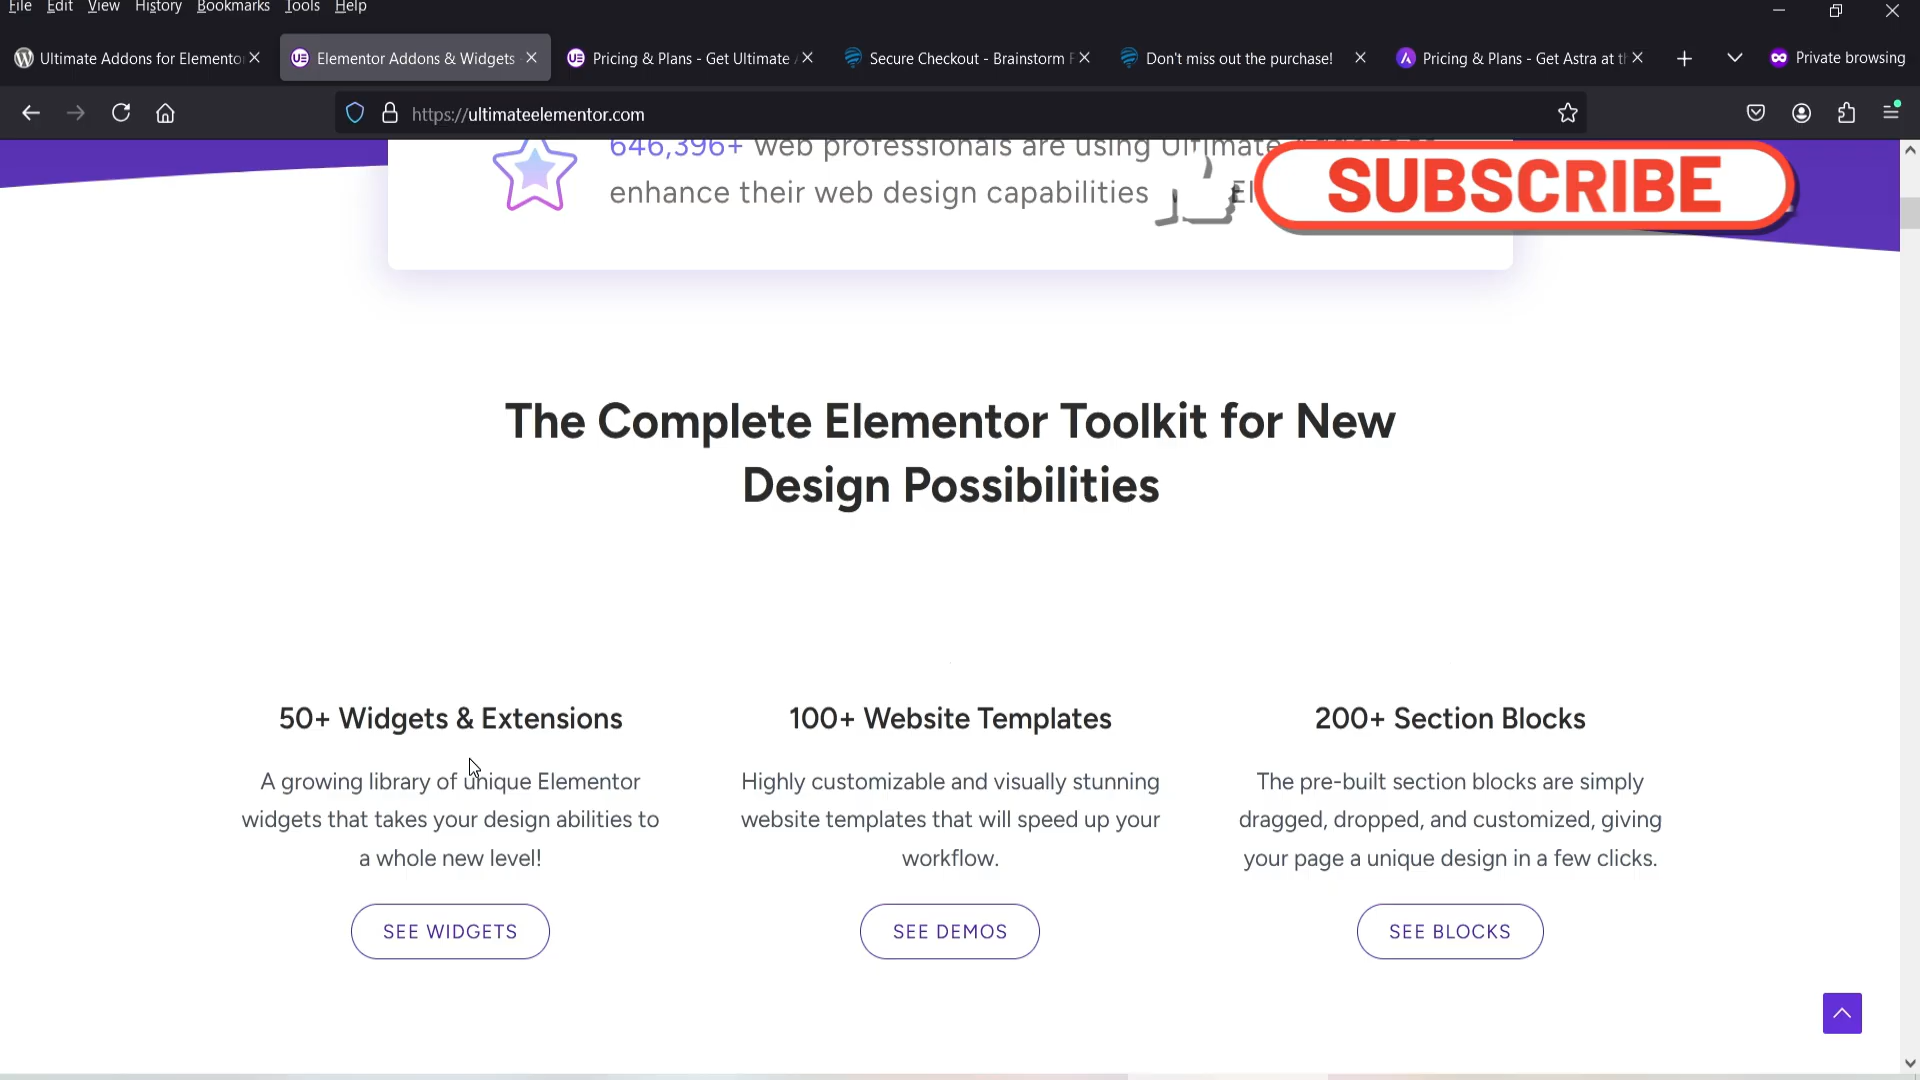 File Edit View History Bookmarks Tools Help
Ultimate Addons for Elemento
Elementor Addons & Widgets
Pricing & Plans - Get Ultimate
Secure Checkout - Brainstorm F
Don't miss out the purchase!
Pricing & Plans - Get Astra at t
Private browsing
https://ultimateelementor.com
646,396+ web professionals are using Ultimate
enhance their web design capabilities El
SUBSCRIBE
The Complete Elementor Toolkit for New
Design Possibilities
50+ Widgets & Extensions
A growing library of unique Elementor
widgets that takes your design abilities to
a whole new level!
SEE WIDGETS
100+ Website Templates
Highly customizable and visually stunning
website templates that will speed up your
workflow.
SEE DEMOS
200+ Section Blocks
The pre-built section blocks are simply
dragged, dropped, and customized, giving
your page a unique design in a few clicks.
SEE BLOCKS